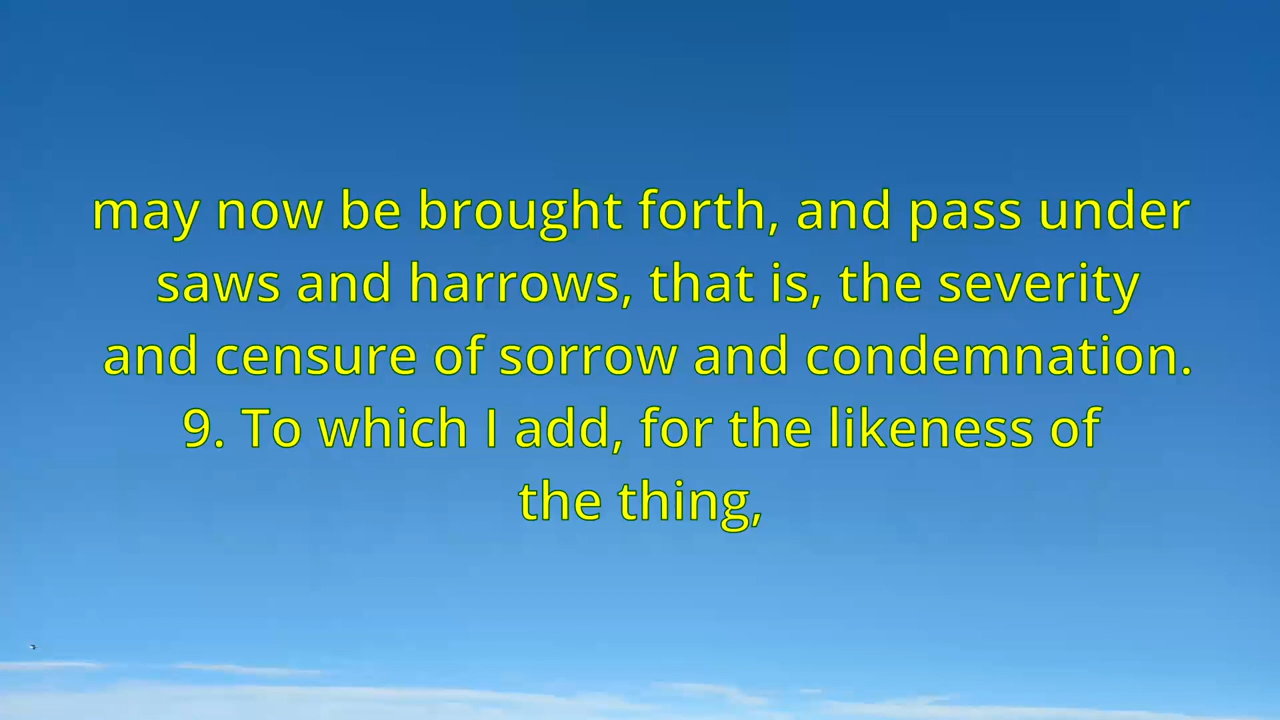 may now be brought forth, and pass under
saws and harrows, that is, the severity
and censure of sorrow and condemnation.
9. To which I add, for the likeness of
the thing,